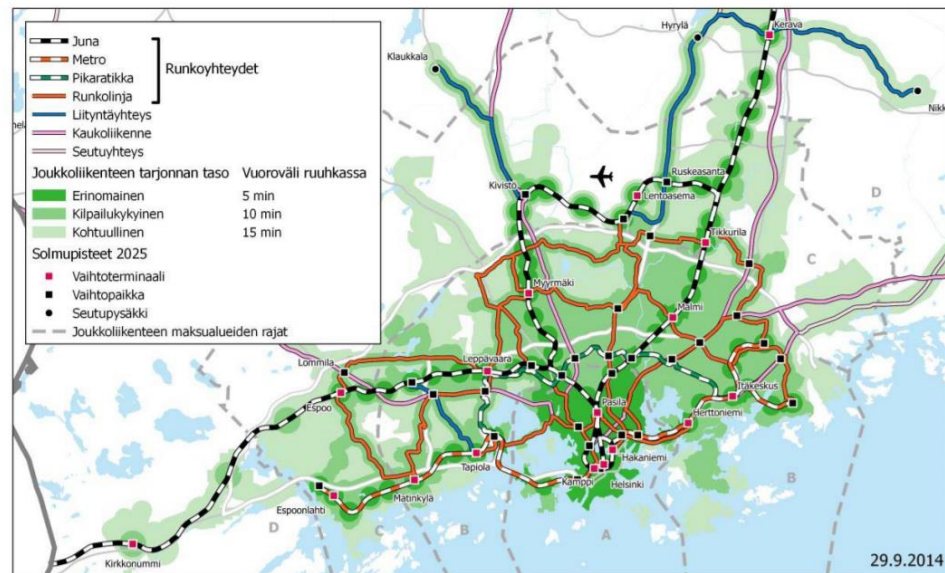 Juna
Metro
Pikaratikka
Runkolinja
Runkoyhteydet
Liityntäyhteys
Kaukoliikenne
Seutuyhteys
Joukkoliikenteen tarjonnan taso Vuoroväli ruuhkassa
Erinomainen 5 min
Kilpailukykyinen 10 min
Kohtuullinen 15 min
Solmupisteet 2025
Vaihtoterminaali
Vaihtopaikka
Seutupysäkki
Joukkoliikenteen maksualueiden rajat
Klaukkala
Hyrylä
Kerava
Nikk
Kivistö
Ruskeasanta
Lentoasema
Tikkurila
D
C
Myyrmäki
Malmi
Lommila
Leppävaara
Espoo
Pasila
Itäkeskus
Herttoniemi
Hakaniemi
Tapiola
Kamppi
Helsinki
Matinkylä
Espoonlahti
B
D
C
B
A
Kirkkonummi
29.9.2014